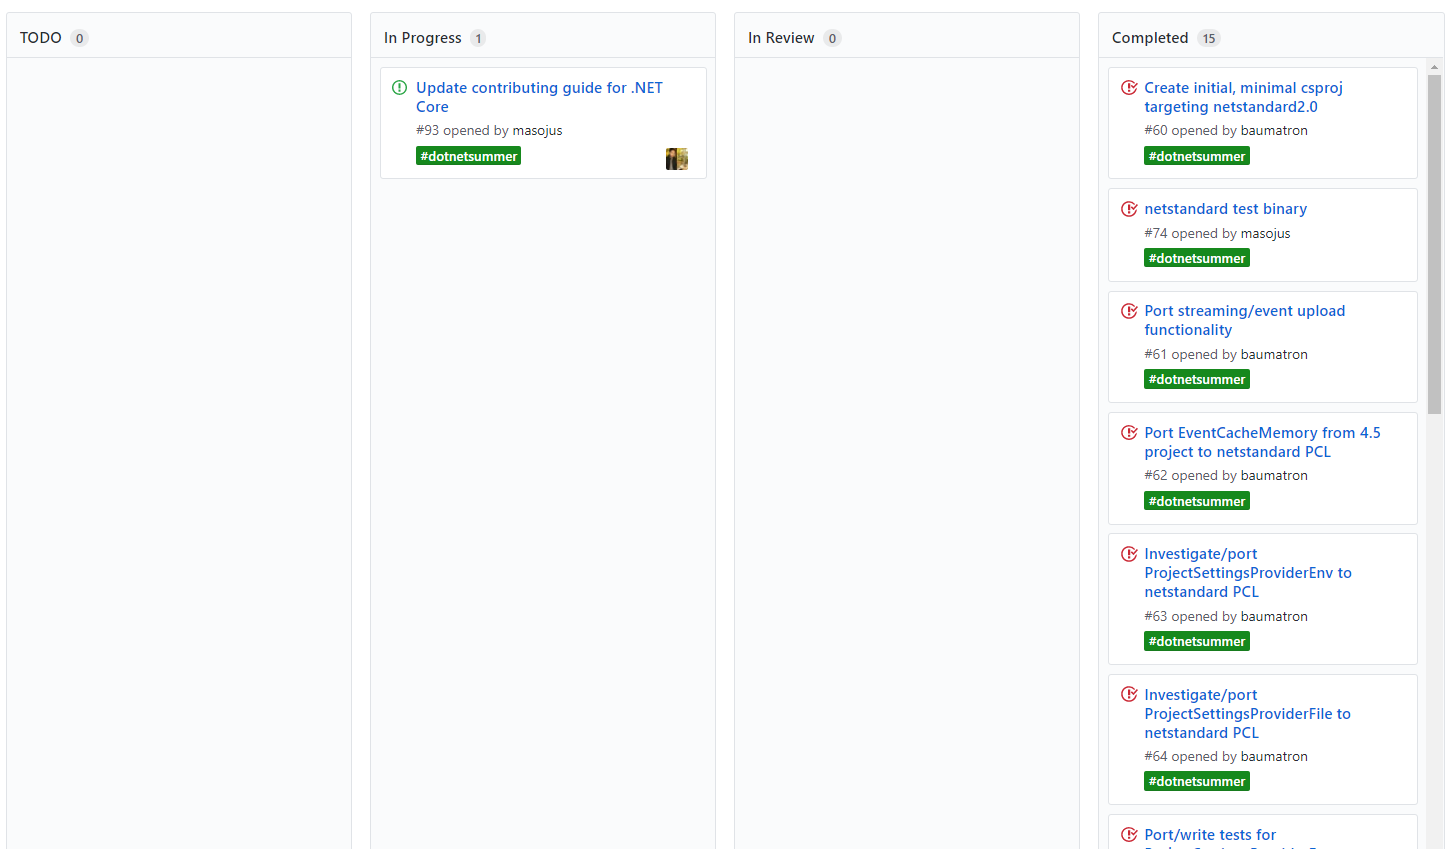 TODO 0
In Progress 1
Update contributing guide for .NET
Core
#93 opened by masojus
#dotnetsummer
In Review 0
Completed 15
Create initial, minimal csproj
targeting netstandard2.0
#60 opened by baumatron
#dotnetsummer
netstandard test binary
#74 opened by masojus
#dotnetsummer
Port streaming/event upload
functionality
#61 opened by baumatron
#dotnetsummer
Port EventCacheMemory from 4.5
project to netstandard PCL
#62 opened by baumatron
#dotnetsummer
Investigate/port
ProjectSettingsProviderEnv to
netstandard PCL
#63 opened by baumatron
#dotnetsummer
Investigate/port
ProjectSettingsProviderFile to
netstandard PCL
#64 opened by baumatron
#dotnetsummer
Port/write tests for